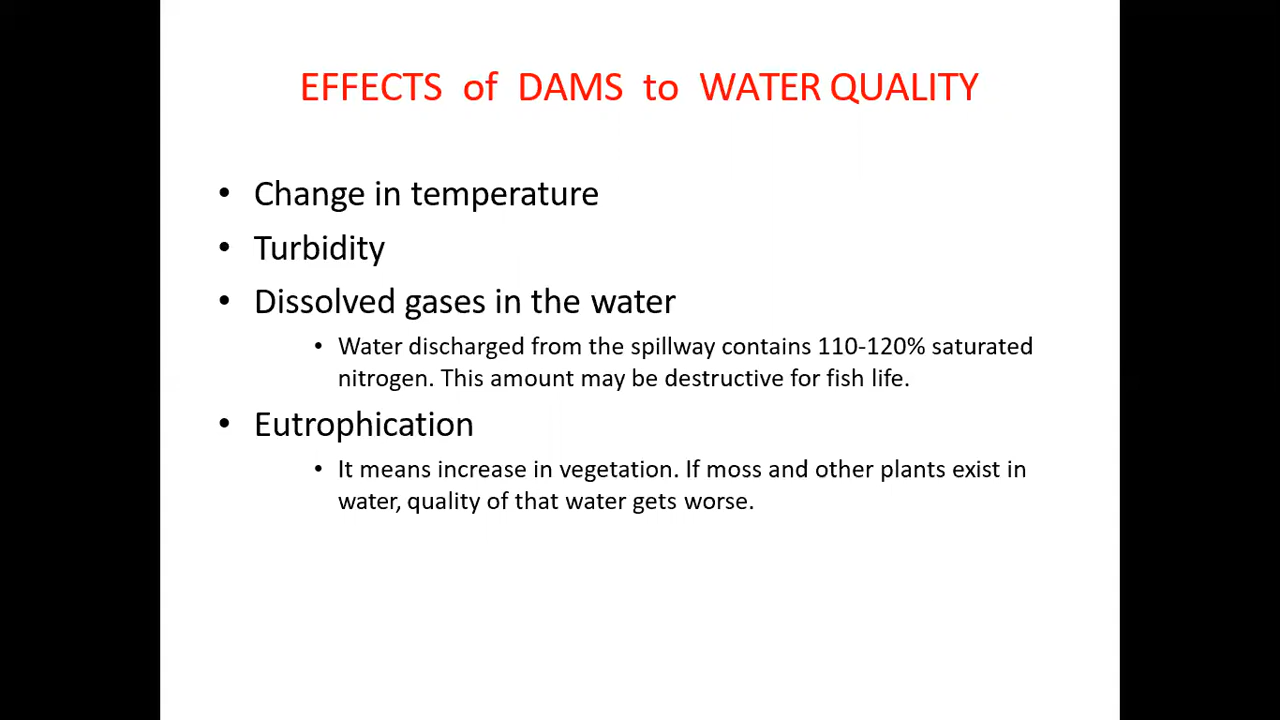 EFFECTS of DAMS to WATER QUALITY
• Change in temperature
• Turbidity
• Dissolved gases in the water
• Water discharged from the spillway contains 110-120% saturated
nitrogen. This amount may be destructive for fish life.
• Eutrophication
• It means increase in vegetation. If moss and other plants exist in
water, quality of that water gets worse.